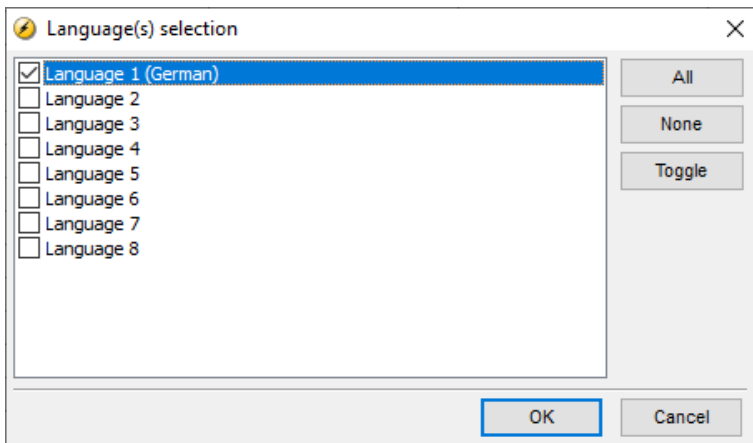 Language(s) selection
Language 1 (German)
Language 2
Language 3
Language 4
Language 5
Language 6
Language 7
Language 8
All
None
Toggle
OK
Cancel